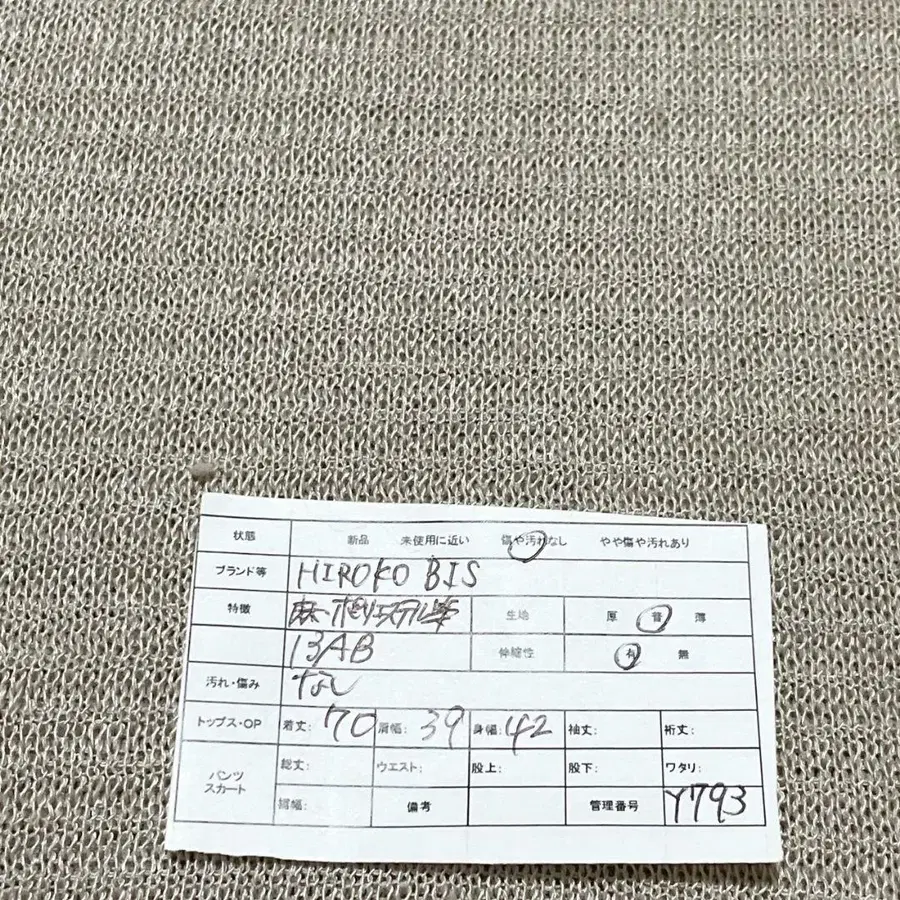 状態 新品 未使用に近い 傷や汚れなし やや傷や汚れあり
ブランド等 HIROKO BIS
特徴 麻・ポリエステル等 生地 厚 普 薄
13AB 伸縮性 有 無
汚れ・傷み なし
トップス・OP 着丈: 70 肩幅: 39 身幅: 42 袖丈: 裄丈:
パンツ スカート 総丈: ウエスト: 股上: 股下: ワタリ:
裾幅: 備考 管理番号 Y793